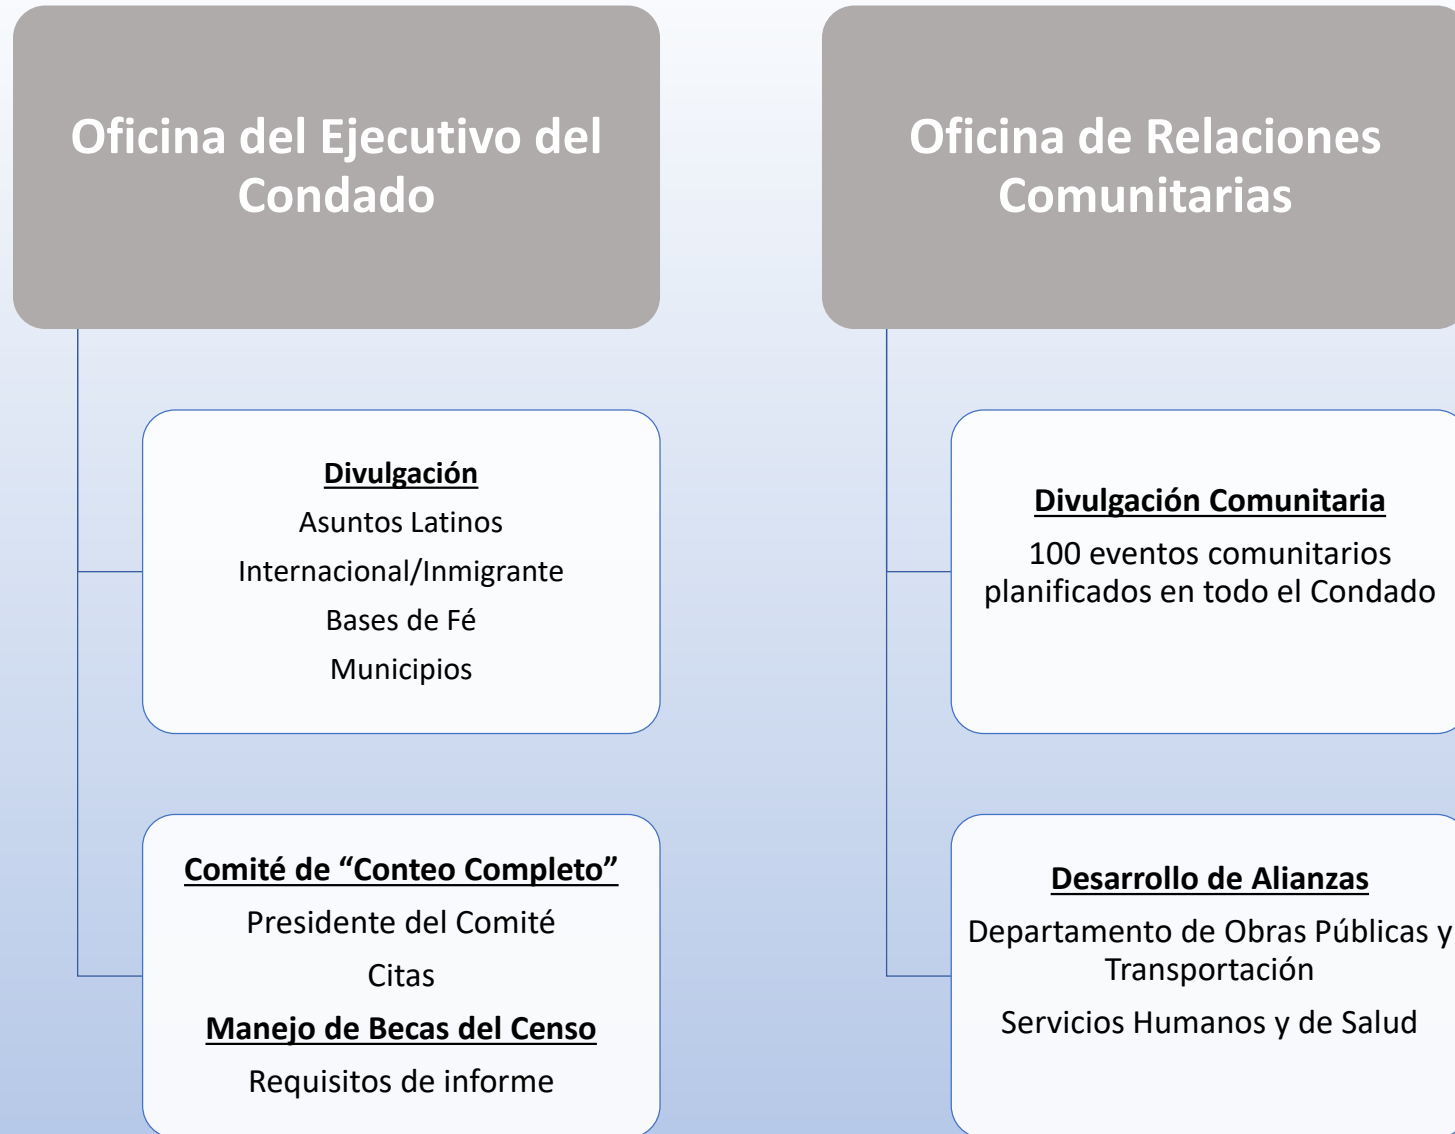 Oficina del Ejecutivo del
Condado
Divulgación
Asuntos Latinos
Internacional/Inmigrante
Bases de Fé
Municipios
Comité de “Conteo Completo”
Presidente del Comité
Citas
Manejo de Becas del Censo
Requisitos de informe
Oficina de Relaciones
Comunitarias
Divulgación Comunitaria
100 eventos comunitarios
planificados en todo el Condado
Desarrollo de Alianzas
Departamento de Obras Públicas y
Transportación
Servicios Humanos y de Salud